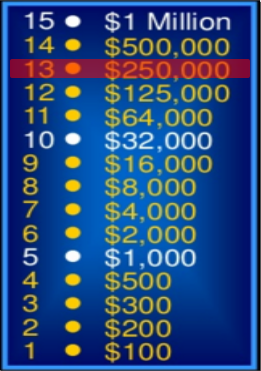 15 • $1 Million
14 • $500,000
13 • $250,000
12 • $125,000
11 • $64,000
10 • $32,000
9 • $16,000
8 • $8,000
7 • $4,000
6 • $2,000
5 • $1,000
4 • $500
3 • $300
2 • $200
1 • $100